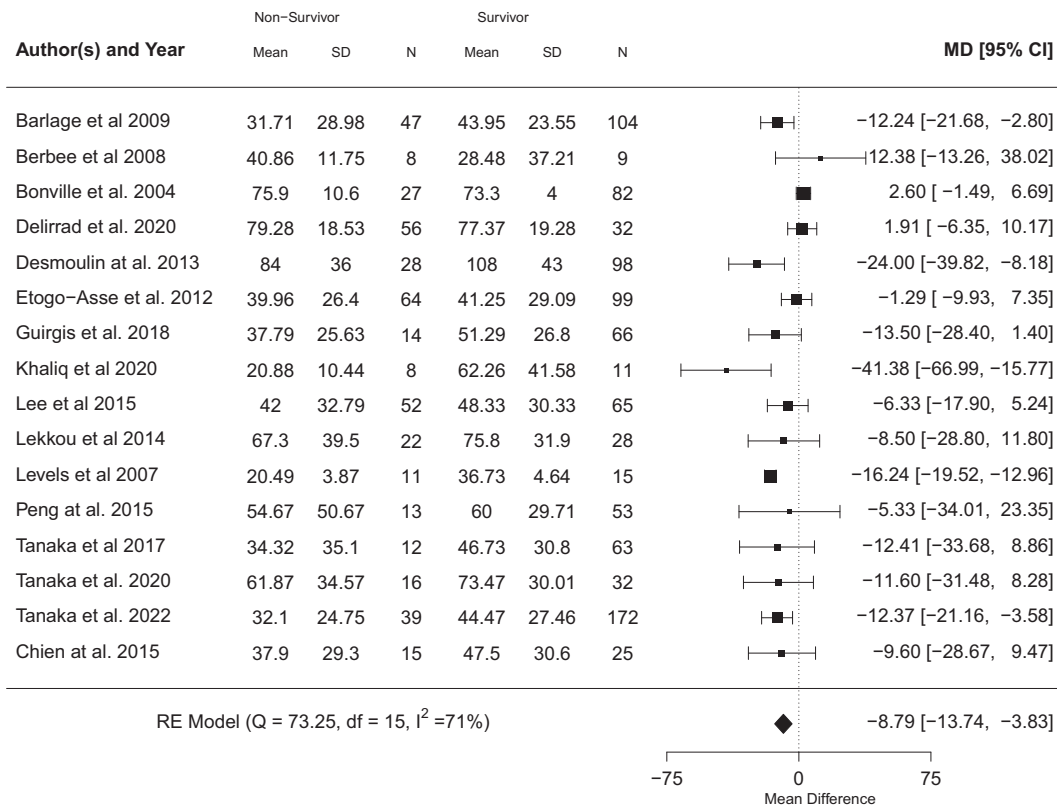 Non−Survivor Survivor
Author(s) and Year Mean SD N Mean SD N MD [95% CI]
Barlage et al 2009 31.71 28.98 47 43.95 23.55 104 −12.24 [−21.68, −2.80]
Berbee et al 2008 40.86 11.75 8 28.48 37.21 9 12.38 [−13.26, 38.02]
Bonville et al. 2004 75.9 10.6 27 73.3 4 82 2.60 [ −1.49, 6.69]
Delirrad et al. 2020 79.28 18.53 56 77.37 19.28 32 1.91 [ −6.35, 10.17]
Desmoulin at al. 2013 84 36 28 108 43 98 −24.00 [−39.82, −8.18]
Etogo−Asse et al. 2012 39.96 26.4 64 41.25 29.09 99 −1.29 [ −9.93, 7.35]
Guirgis et al. 2018 37.79 25.63 14 51.29 26.8 66 −13.50 [−28.40, 1.40]
Khaliq et al 2020 20.88 10.44 8 62.26 41.58 11 −41.38 [−66.99, −15.77]
Lee et al 2015 42 32.79 52 48.33 30.33 65 −6.33 [−17.90, 5.24]
Lekkou et al 2014 67.3 39.5 22 75.8 31.9 28 −8.50 [−28.80, 11.80]
Levels et al 2007 20.49 3.87 11 36.73 4.64 15 −16.24 [−19.52, −12.96]
Peng at al. 2015 54.67 50.67 13 60 29.71 53 −5.33 [−34.01, 23.35]
Tanaka et al 2017 34.32 35.1 12 46.73 30.8 63 −12.41 [−33.68, 8.86]
Tanaka et al. 2020 61.87 34.57 16 73.47 30.01 32 −11.60 [−31.48, 8.28]
Tanaka et al. 2022 32.1 24.75 39 44.47 27.46 172 −12.37 [−21.16, −3.58]
Chien at al. 2015 37.9 29.3 15 47.5 30.6 25 −9.60 [−28.67, 9.47]
RE Model (Q = 73.25, df = 15, I² =71%) −8.79 [−13.74, −3.83]
−75 0 75
Mean Difference